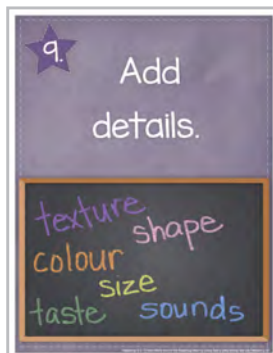 9.
Add
details.
texture
shape
colour
size
taste
sounds